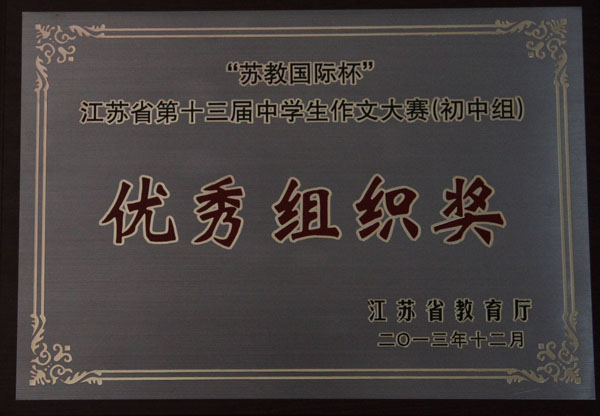 “苏教国际杯”
江苏省第十三届中学生作文大赛(初中组)
优秀组织奖
江苏省教育厅
二〇一三年十二月